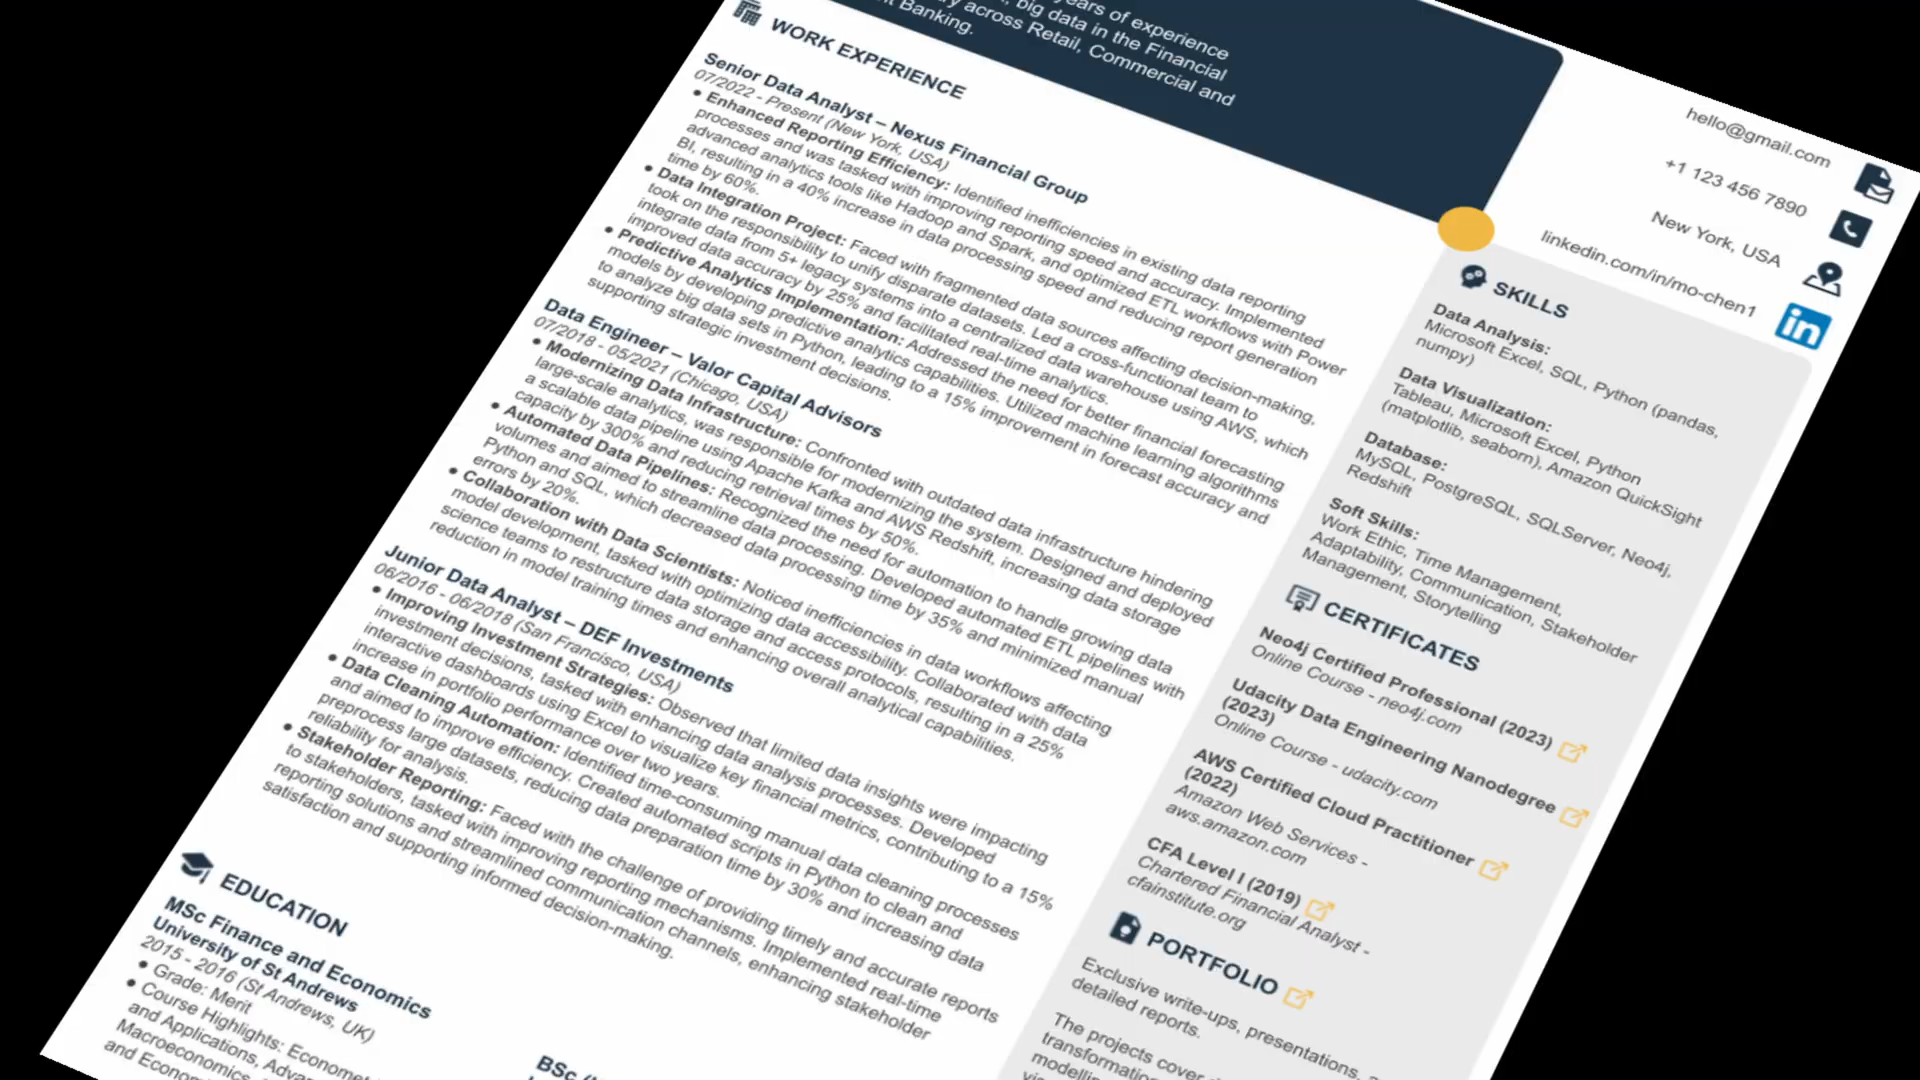 years of experience
, big data in the Financial
across Retail, Commercial and
Banking.
hello@gmail.com
+1 123 456 7890
New York, USA
linkedin.com/in/mo-chen1
WORK EXPERIENCE
Senior Data Analyst – Nexus Financial Group
07/2022 - Present (New York, USA)
• Enhanced Reporting Efficiency: Identified inefficiencies in existing data reporting
processes and was tasked with improving reporting speed and accuracy. Implemented
advanced analytics tools like Hadoop and Spark, and optimized ETL workflows with Power
BI, resulting in a 40% increase in data processing speed and reducing report generation
time by 60%.
• Data Integration Project: Faced with fragmented data sources affecting decision-making,
took on the responsibility to unify disparate datasets. Led a cross-functional team to
integrate data from 5+ legacy systems into a centralized data warehouse using AWS, which
improved data accuracy by 25% and facilitated real-time analytics.
• Predictive Analytics Implementation: Addressed the need for better financial forecasting
models by developing predictive analytics capabilities. Utilized machine learning algorithms
to analyze big data sets in Python, leading to a 15% improvement in forecast accuracy and
supporting strategic investment decisions.
Data Engineer – Valor Capital Advisors
07/2018 - 05/2021 (Chicago, USA)
• Modernizing Data Infrastructure: Confronted with outdated data infrastructure hindering
large-scale analytics, was responsible for modernizing the system. Designed and deployed
a scalable data pipeline using Apache Kafka and AWS Redshift, increasing data storage
capacity by 300% and reducing retrieval times by 50%.
• Automated Data Pipelines: Recognized the need for automation to handle growing data
volumes and aimed to streamline data processing. Developed automated ETL pipelines with
Python and SQL, which decreased data processing time by 35% and minimized manual
errors by 20%.
• Collaboration with Data Scientists: Noticed inefficiencies in data workflows affecting
model development, tasked with optimizing data accessibility. Collaborated with data
science teams to restructure data storage and access protocols, resulting in a 25%
reduction in model training times and enhancing overall analytical capabilities.
Junior Data Analyst – DEF Investments
06/2016 - 06/2018 (San Francisco, USA)
• Improving Investment Strategies: Observed that limited data insights were impacting
investment decisions, tasked with enhancing data analysis processes. Developed
interactive dashboards using Excel to visualize key financial metrics, contributing to a 15%
increase in portfolio performance over two years.
• Data Cleaning Automation: Identified time-consuming manual data cleaning processes
and aimed to improve efficiency. Created automated scripts in Python to clean and
preprocess large datasets, reducing data preparation time by 30% and increasing data
reliability for analysis.
• Stakeholder Reporting: Faced with the challenge of providing timely and accurate reports
to stakeholders, tasked with improving reporting mechanisms. Implemented real-time
reporting solutions and streamlined communication channels, enhancing stakeholder
satisfaction and supporting informed decision-making.
EDUCATION
MSc Finance and Economics
University of St Andrews
2015 - 2016 (St Andrews, UK)
• Grade: Merit
• Course Highlights: Economet
and Applications, Advan
Macroeconomics,
and Econo
BSc
SKILLS
Data Analysis:
Microsoft Excel, SQL, Python (pandas,
numpy)
Data Visualization:
Tableau, Microsoft Excel, Python
(matplotlib, seaborn), Amazon QuickSight
Database:
MySQL, PostgreSQL, SQLServer, Neo4j,
Redshift
Soft Skills:
Work Ethic, Time Management,
Adaptability, Communication, Stakeholder
Management, Storytelling
CERTIFICATES
Neo4j Certified Professional (2023)
Online Course - neo4j.com
Udacity Data Engineering Nanodegree
(2023)
Online Course - udacity.com
AWS Certified Cloud Practitioner
(2022)
Amazon Web Services -
aws.amazon.com
CFA Level I (2019)
Chartered Financial Analyst -
cfainstitute.org
PORTFOLIO
Exclusive write-ups, presentations,
detailed reports.
The projects cover
transformation
modelli